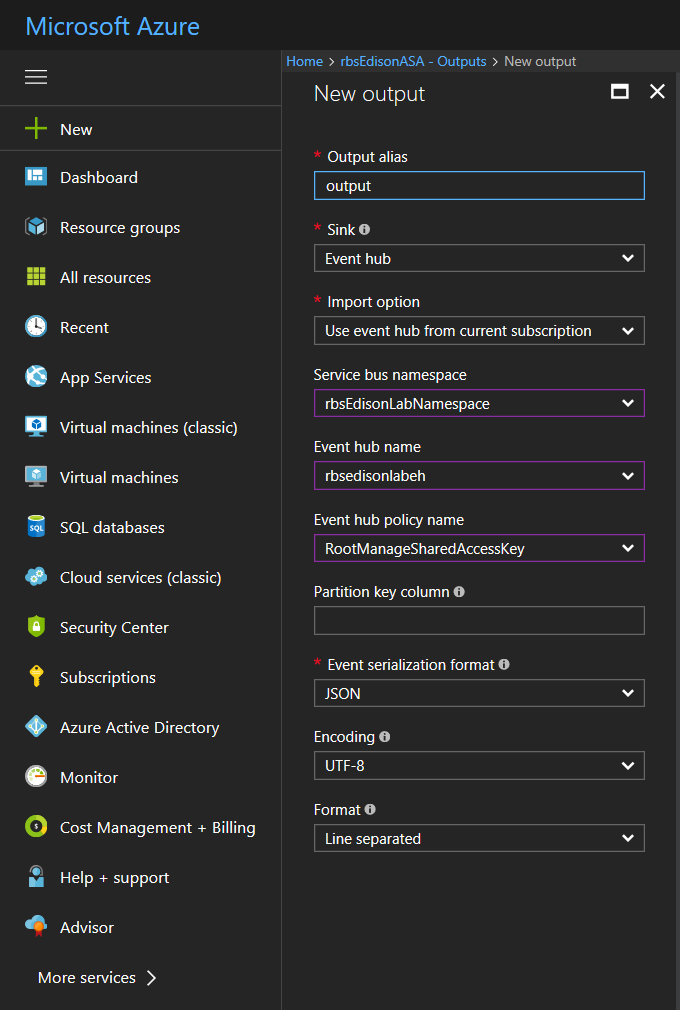 Microsoft Azure
Home > rbsEdisonASA - Outputs > New output
New output
New
Dashboard
Resource groups
All resources
Recent
App Services
Virtual machines (classic)
Virtual machines
SQL databases
Cloud services (classic)
Security Center
Subscriptions
Azure Active Directory
Monitor
Cost Management + Billing
Help + support
Advisor
More services >
* Output alias
output
* Sink
Event hub
* Import option
Use event hub from current subscription
Service bus namespace
rbsEdisonLabNamespace
Event hub name
rbsedisonlabeh
Event hub policy name
RootManageSharedAccessKey
Partition key column
* Event serialization format
JSON
Encoding
UTF-8
Format
Line separated